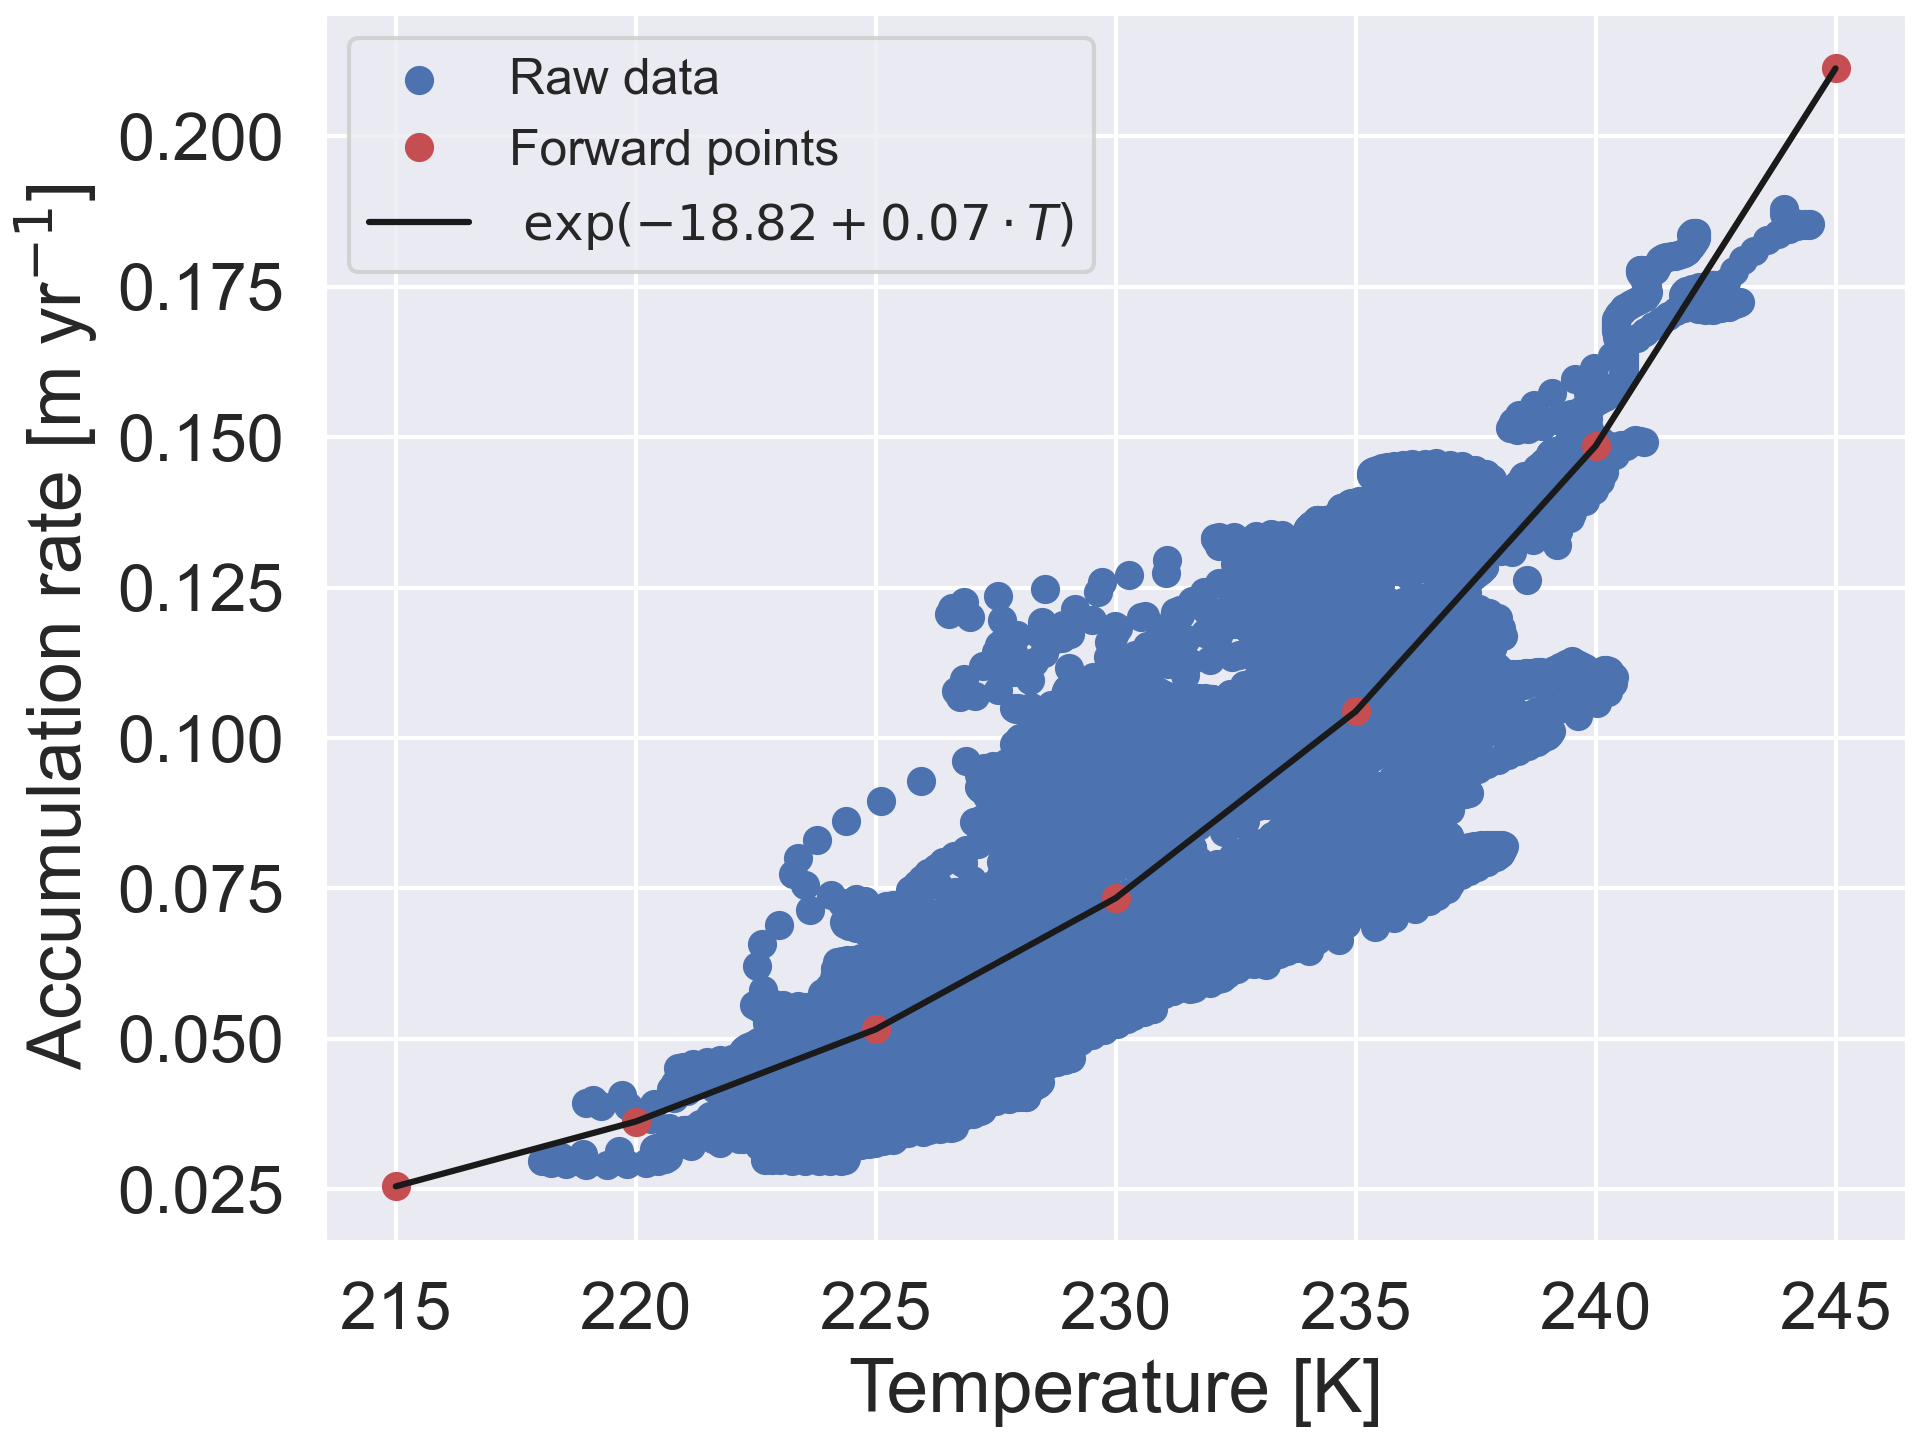 Raw data
Forward points
exp(−18.82 + 0.07 · T)
Accumulation rate [m yr⁻¹]
0.200
0.175
0.150
0.125
0.100
0.075
0.050
0.025
215 220 225 230 235 240 245
Temperature [K]